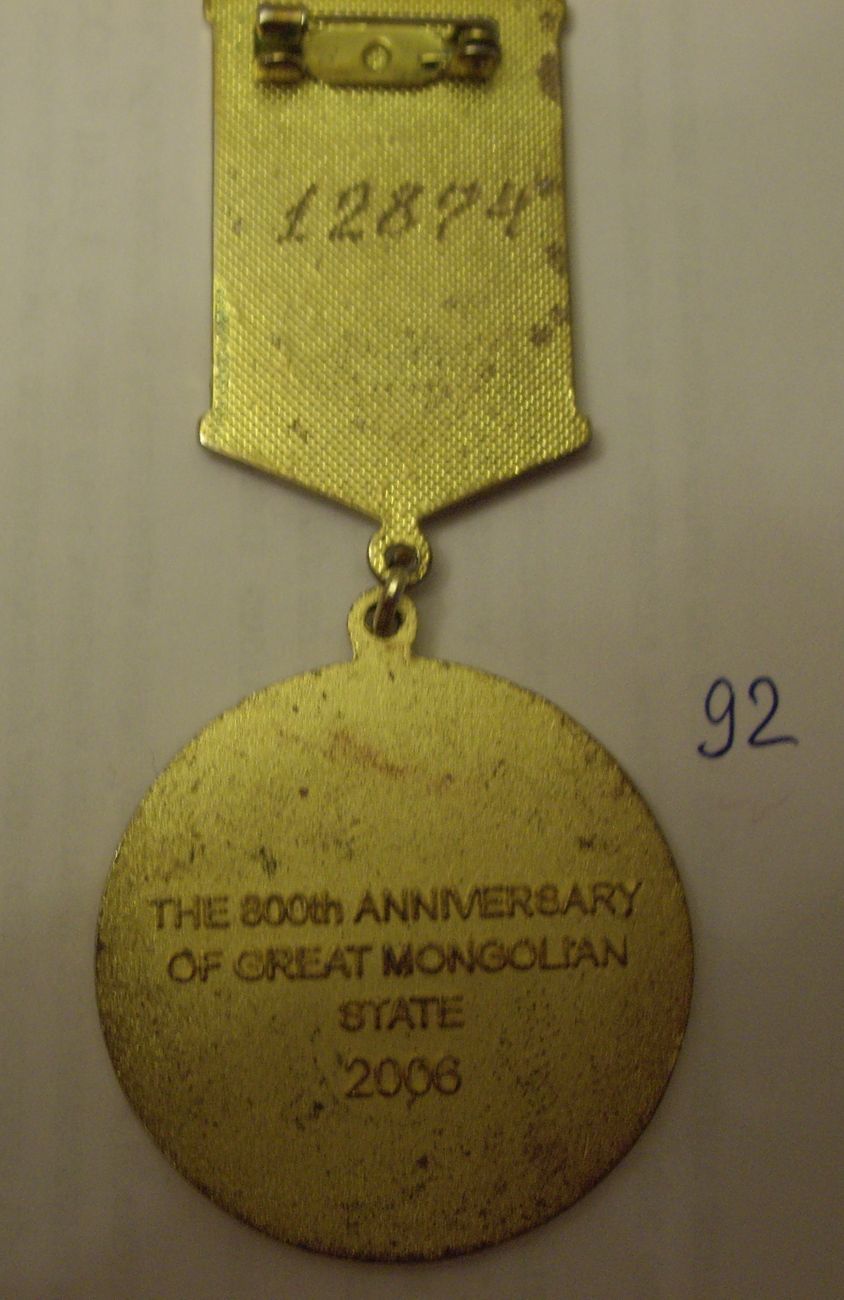 12874
92
THE 800th ANNIVERSARY
OF GREAT MONGOLIAN
STATE
2006